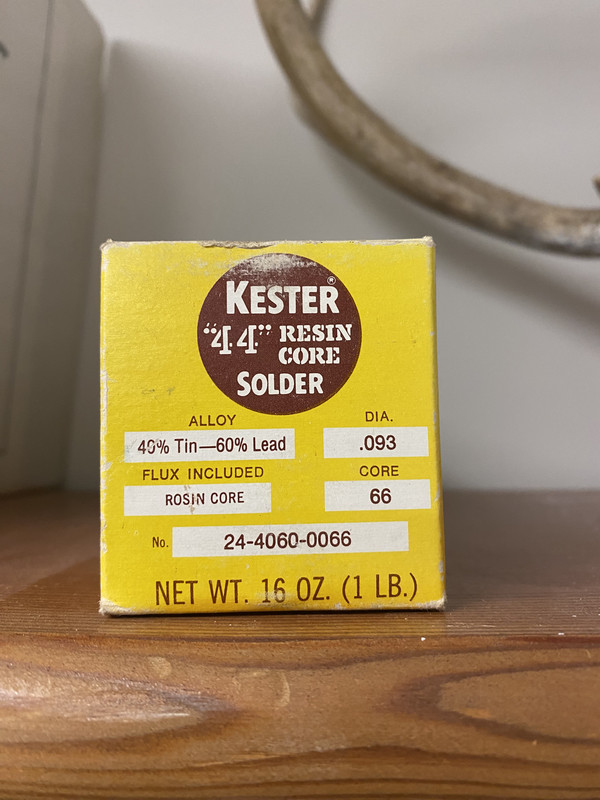 KESTER®
"44" RESIN
CORE
SOLDER
ALLOY DIA.
40% Tin—60% Lead .093
FLUX INCLUDED CORE
ROSIN CORE 66
No. 24-4060-0066
NET WT. 16 OZ. (1 LB.)